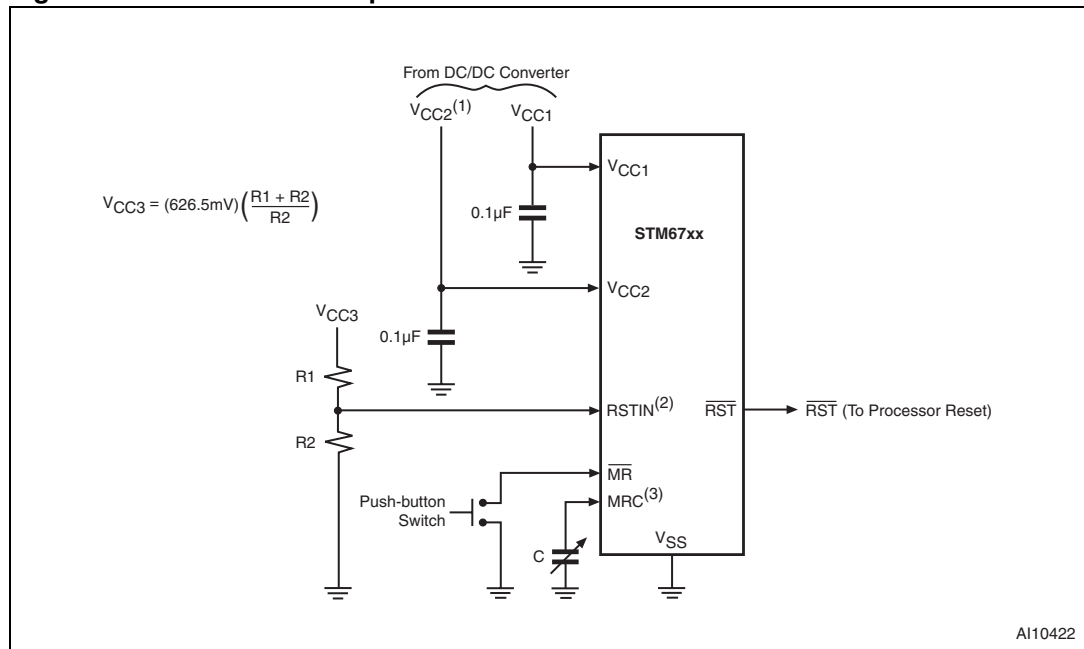 From DC/DC Converter
VCC2(1) VCC1
VCC1
VCC3 = (626.5mV)(R1 + R2 / R2)
0.1µF
STM67xx
VCC2
VCC3
0.1µF
R1
RSTIN(2)
RST
RST (To Processor Reset)
R2
MR
Push-button
Switch
MRC(3)
VSS
C
AI10422